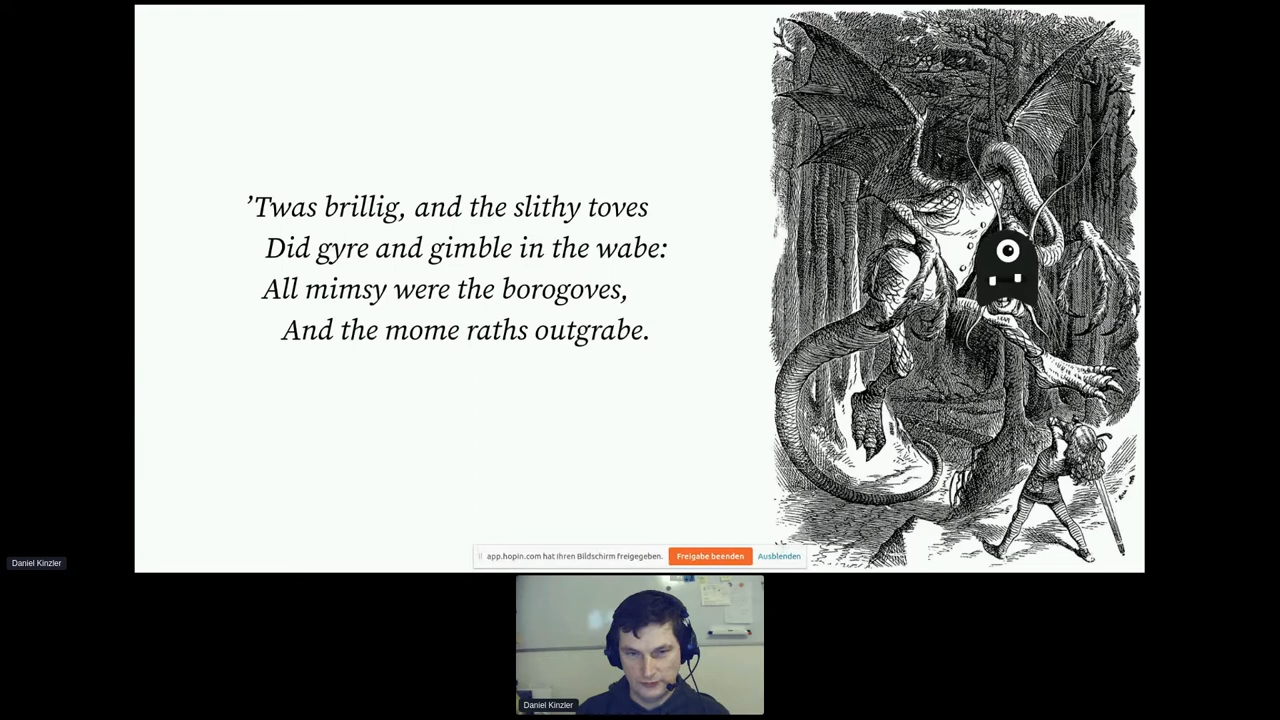 ’Twas brillig, and the slithy toves
Did gyre and gimble in the wabe:
All mimsy were the borogoves,
And the mome raths outgrabe.
app.hopin.com hat Ihren Bildschirm freigegeben.
Freigabe beenden
Ausblenden
Daniel Kinzler
Daniel Kinzler